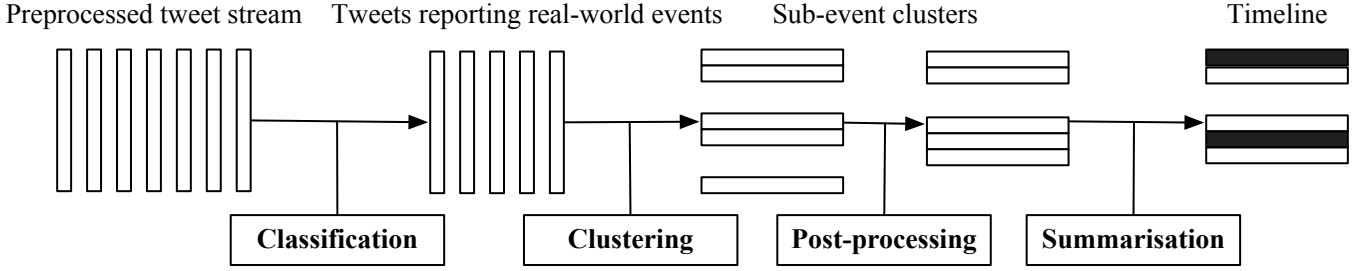 Preprocessed tweet stream
Tweets reporting real-world events
Sub-event clusters
Timeline
Classification
Clustering
Post-processing
Summarisation